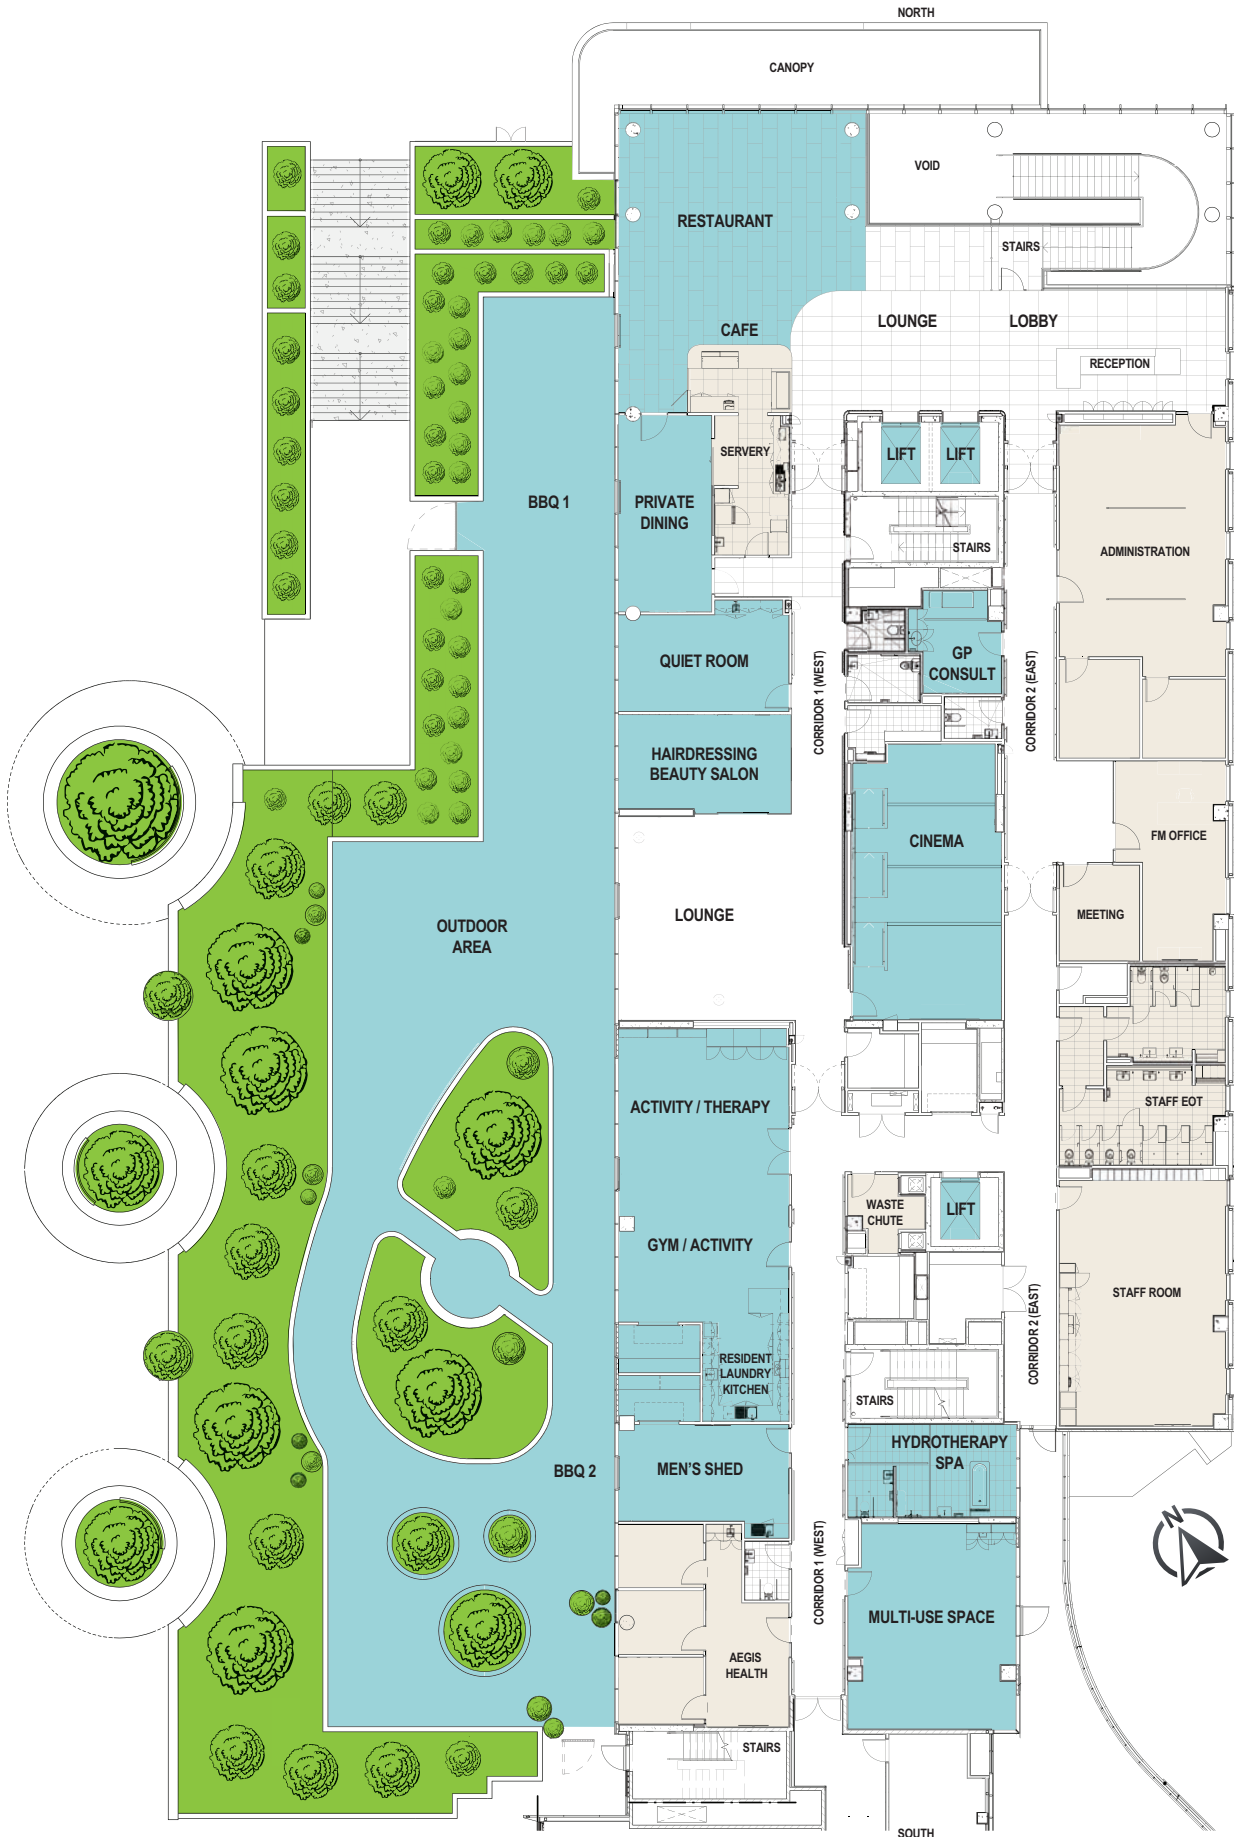 NORTH
CANOPY
VOID
RESTAURANT
STAIRS
CAFE
LOUNGE
LOBBY
RECEPTION
SERVERY
LIFT
LIFT
BBQ 1
PRIVATE
DINING
STAIRS
ADMINISTRATION
QUIET ROOM
GP
CONSULT
CORRIDOR 1 (WEST)
CORRIDOR 2 (EAST)
HAIRDRESSING
BEAUTY SALON
CINEMA
FM OFFICE
LOUNGE
MEETING
OUTDOOR
AREA
ACTIVITY / THERAPY
STAFF EOT
WASTE
CHUTE
LIFT
GYM / ACTIVITY
STAFF ROOM
CORRIDOR 2 (EAST)
RESIDENT
LAUNDRY
KITCHEN
STAIRS
HYDROTHERAPY
SPA
BBQ 2
MEN'S SHED
N
CORRIDOR 1 (WEST)
MULTI-USE SPACE
AEGIS
HEALTH
STAIRS
SOUTH